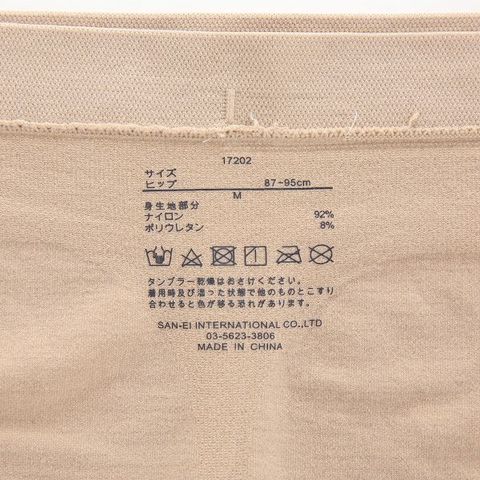 17202
サイズ
ヒップ 87-95cm
M
身生地部分
ナイロン 92%
ポリウレタン 8%
タンブラー乾燥はおさけください。
着用時及び湿った状態で他のものとこすり
合わせると色が移る恐れがあります。
SAN-EI INTERNATIONAL CO.,LTD
03-5623-3806
MADE IN CHINA